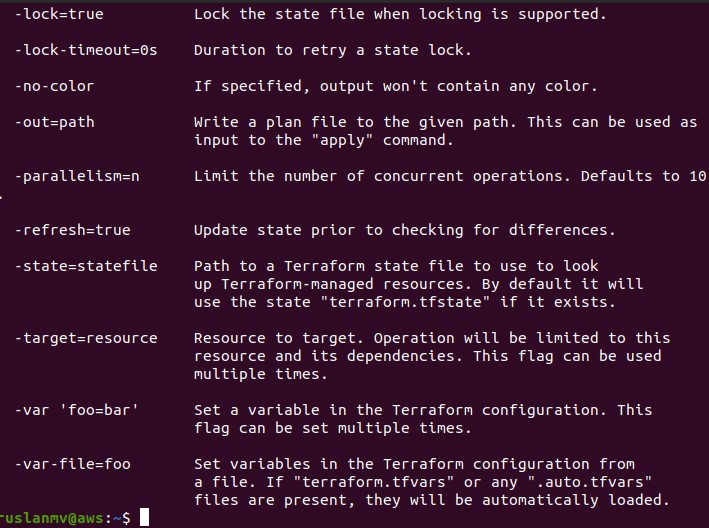 -lock=true Lock the state file when locking is supported.
-lock-timeout=0s Duration to retry a state lock.
-no-color If specified, output won't contain any color.
-out=path Write a plan file to the given path. This can be used as
input to the "apply" command.
-parallelism=n Limit the number of concurrent operations. Defaults to 10
.
-refresh=true Update state prior to checking for differences.
-state=statefile Path to a Terraform state file to use to look
up Terraform-managed resources. By default it will
use the state "terraform.tfstate" if it exists.
-target=resource Resource to target. Operation will be limited to this
resource and its dependencies. This flag can be used
multiple times.
-var 'foo=bar' Set a variable in the Terraform configuration. This
flag can be set multiple times.
-var-file=foo Set variables in the Terraform configuration from
a file. If "terraform.tfvars" or any ".auto.tfvars"
files are present, they will be automatically loaded.
ruslanmv@aws:~$